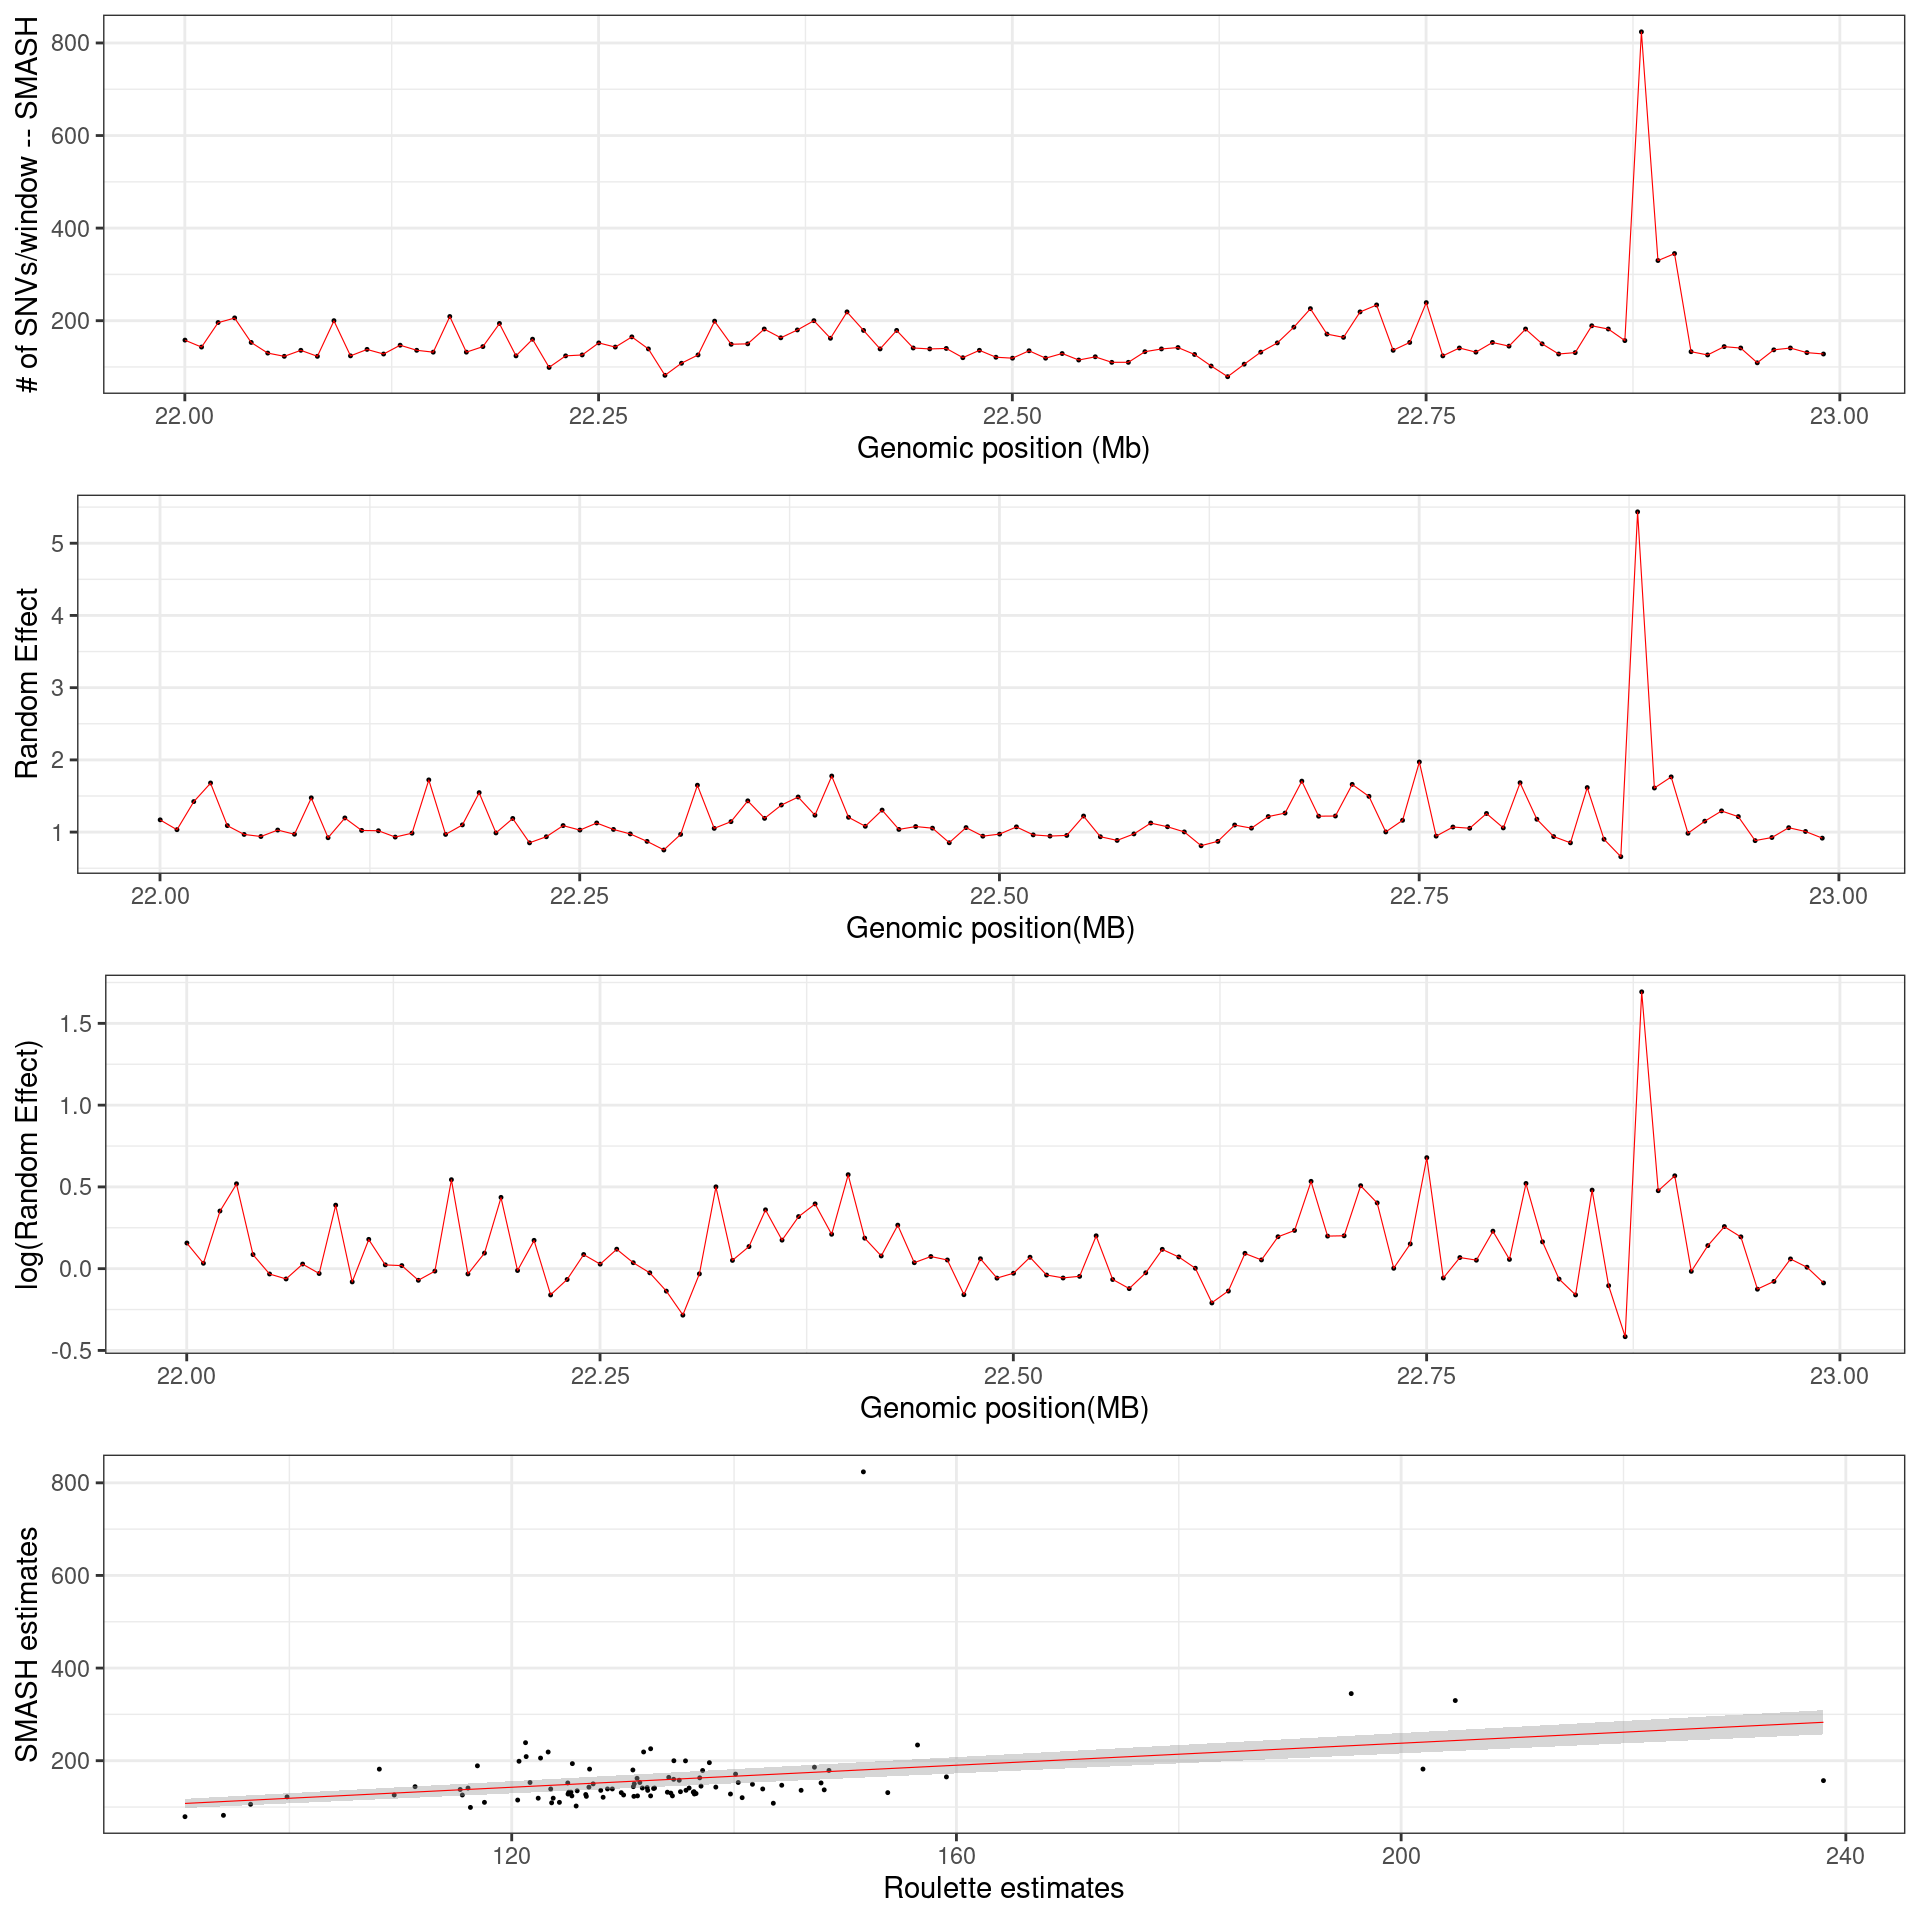 # of SNVs/window -- SMASH
800
600
400
200
22.00 22.25 22.50 22.75 23.00
Genomic position (Mb)
Random Effect
5
4
3
2
1
22.00 22.25 22.50 22.75 23.00
Genomic position(MB)
log(Random Effect)
1.5
1.0
0.5
0.0
-0.5
22.00 22.25 22.50 22.75 23.00
Genomic position(MB)
SMASH estimates
800
600
400
200
120 160 200 240
Roulette estimates